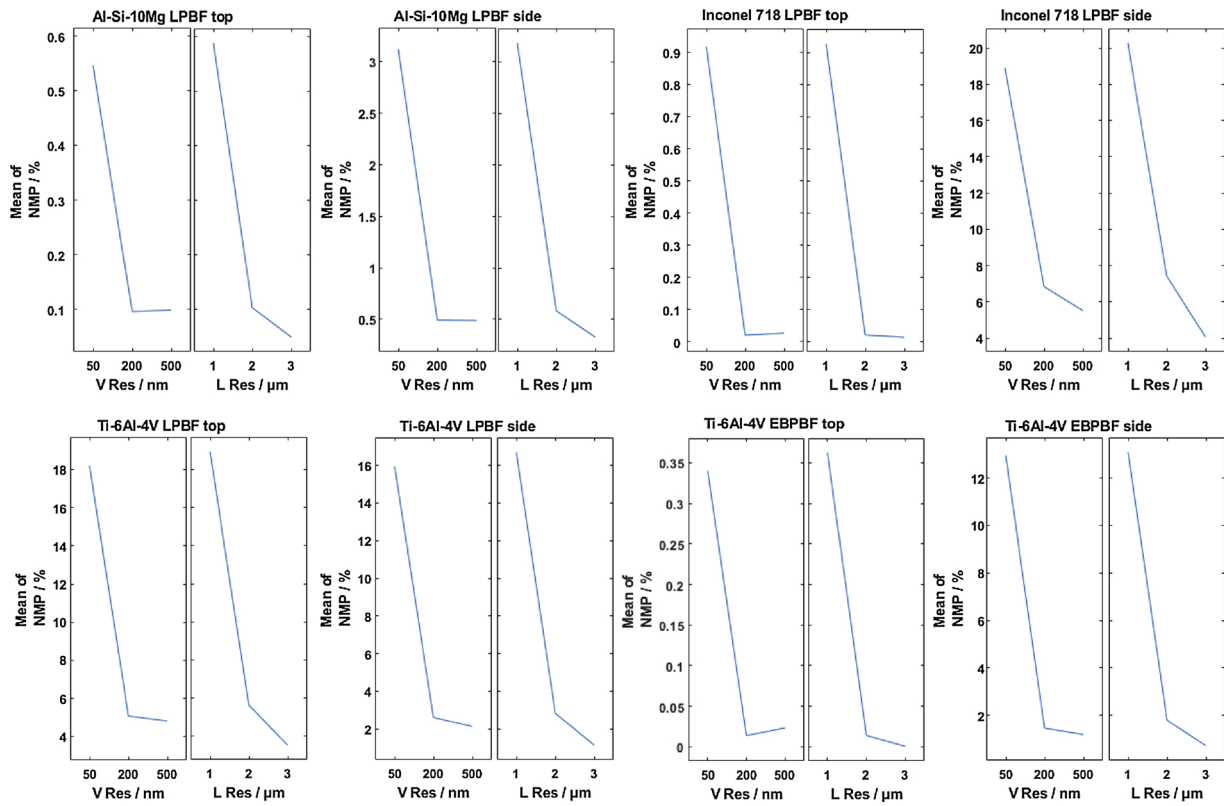 Al-Si-10Mg LPBF top
Mean of
NMP / %
0.6
0.5
0.4
0.3
0.2
0.1
50 200 500
V Res / nm
1 2 3
L Res / µm
Al-Si-10Mg LPBF side
Mean of
NMP / %
3
2.5
2
1.5
1
0.5
50 200 500
V Res / nm
1 2 3
L Res / µm
Inconel 718 LPBF top
Mean of
NMP / %
0.9
0.8
0.7
0.6
0.5
0.4
0.3
0.2
0.1
0
50 200 500
V Res / nm
1 2 3
L Res / µm
Inconel 718 LPBF side
Mean of
NMP / %
20
18
16
14
12
10
8
6
4
50 200 500
V Res / nm
1 2 3
L Res / µm
Ti-6Al-4V LPBF top
Mean of
NMP / %
18
16
14
12
10
8
6
4
50 200 500
V Res / nm
1 2 3
L Res / µm
Ti-6Al-4V LPBF side
Mean of
NMP / %
16
14
12
10
8
6
4
2
50 200 500
V Res / nm
1 2 3
L Res / µm
Ti-6Al-4V EBPBF top
Mean of
NMP / %
0.35
0.3
0.25
0.2
0.15
0.1
0.05
0
50 200 500
V Res / nm
1 2 3
L Res / µm
Ti-6Al-4V EBPBF side
Mean of
NMP / %
12
10
8
6
4
2
50 200 500
V Res / nm
1 2 3
L Res / µm